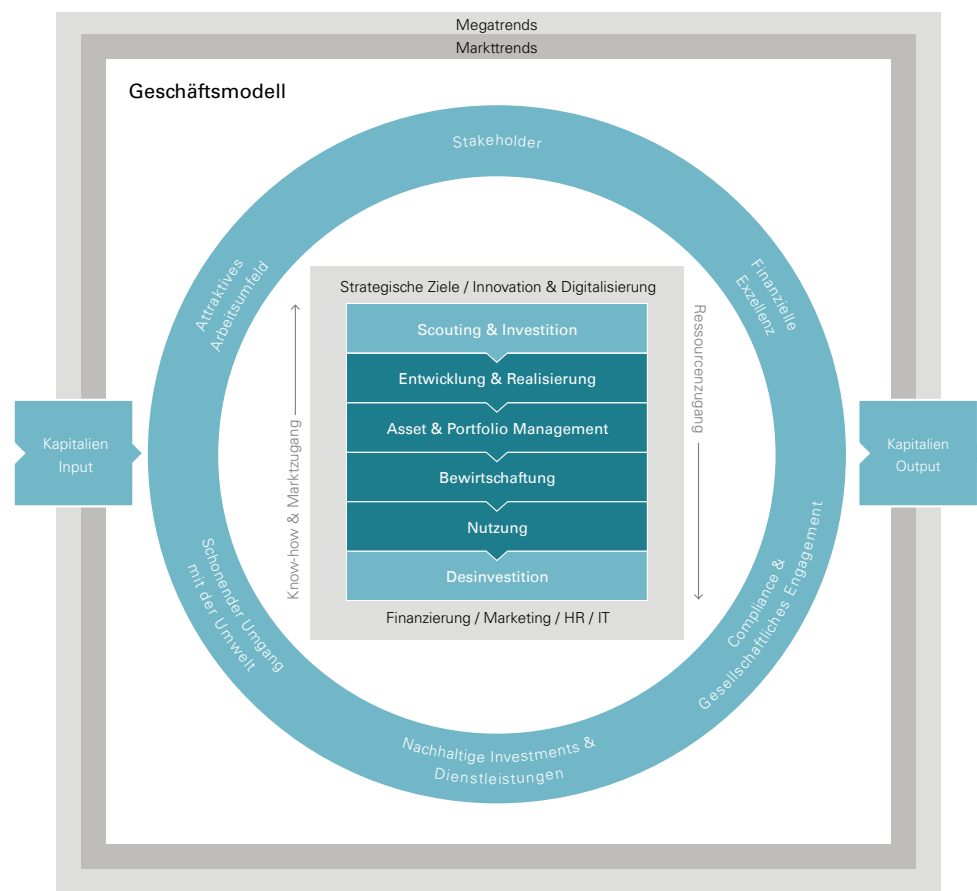 Megatrends
Markttrends
Geschäftsmodell
Stakeholder
Attraktives
Arbeitsumfeld
Finanzielle
Exzellenz
Strategische Ziele / Innovation & Digitalisierung
Know-how & Marktzugang
Scouting & Investition
Entwicklung & Realisierung
Asset & Portfolio Management
Bewirtschaftung
Nutzung
Desinvestition
Ressourcenzugang
Finanzierung / Marketing / HR / IT
Kapitalien
Input
Kapitalien
Output
Schonender Umgang
mit der Umwelt
Compliance &
Gesellschaftliches Engagement
Nachhaltige Investments &
Dienstleistungen